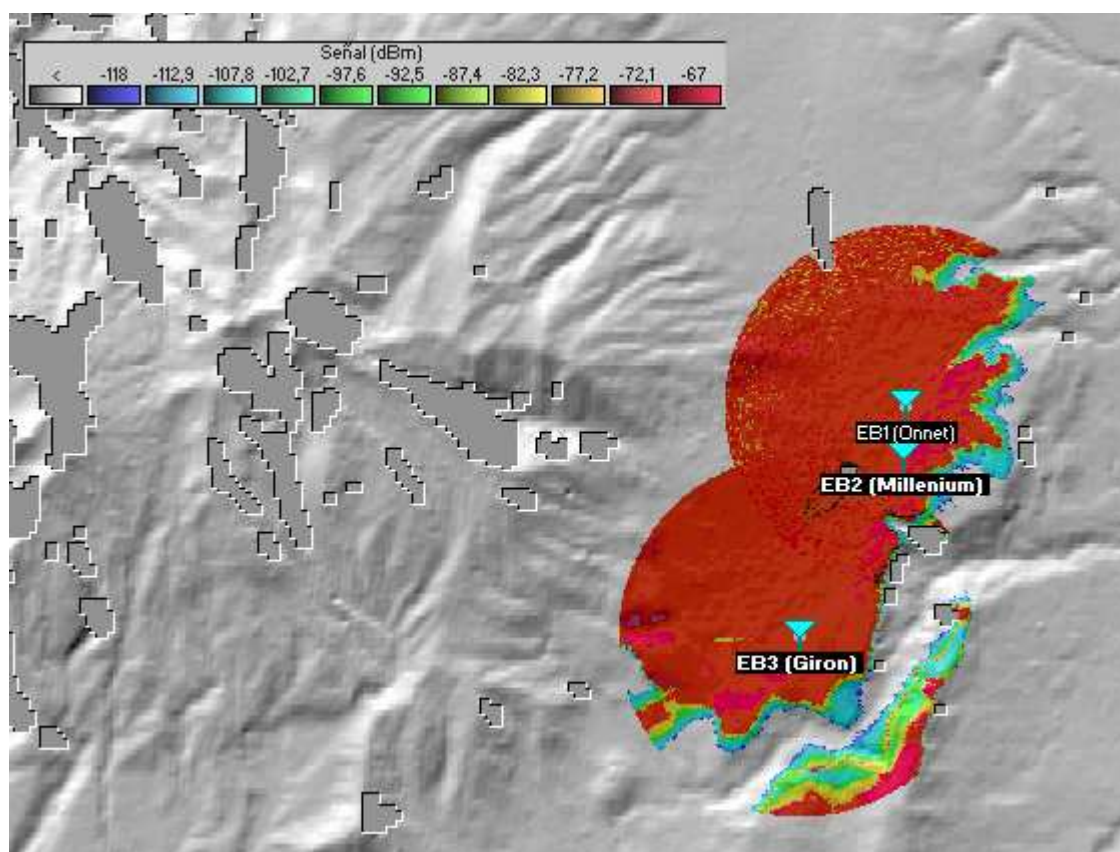 Señal (dBm)
< -118 -112,9 -107,8 -102,7 -97,6 -92,5 -87,4 -82,3 -77,2 -72,1 -67
EB1(Onnet)
EB2 (Millenium)
EB3 (Giron)